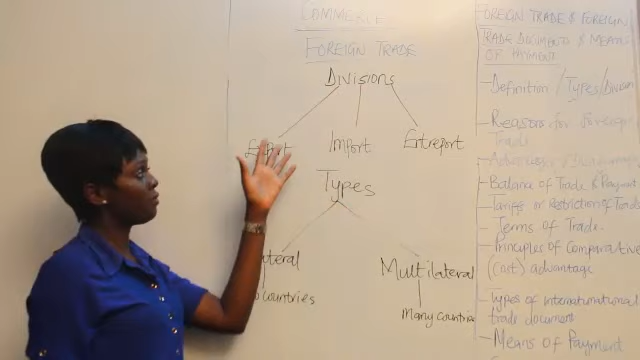 COMMERCE
FOREIGN TRADE
DIVISIONS
Export Import Entreport
Types
Multilateral
countries
Many countries
FOREIGN TRADE & FOREIGN
TRADE DOCUMENTS & MEANS
OF PAYMENT
- Definition / Types / Division
- Reasons for Foreign
Trade
- Balance of Trade & Payment
- Tariffs or restriction of Trade
- Terms of Trade.
- Principles of Comparative
(cost) advantage
- Types of international
trade document
- Means of Payment